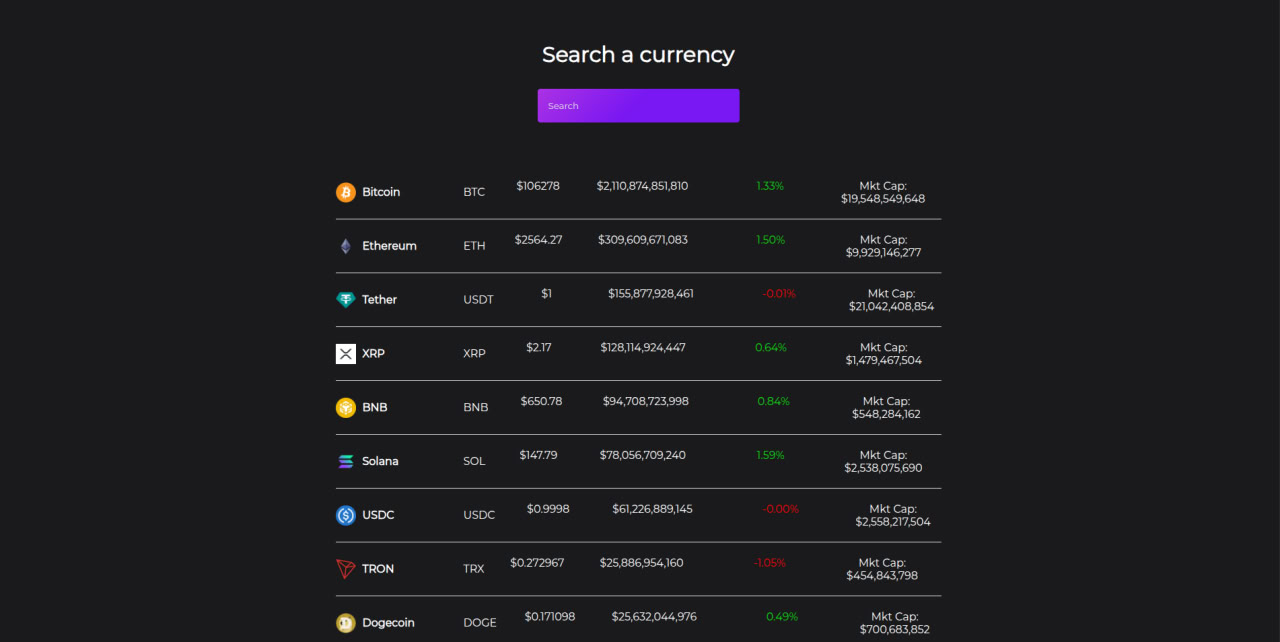 Search a currency
Search
Bitcoin BTC $106278 $2,110,874,851,810 1.33% Mkt Cap:
$19,548,549,648
Ethereum ETH $2564.27 $309,609,671,083 1.50% Mkt Cap:
$9,929,146,277
Tether USDT $1 $155,877,928,461 -0.01% Mkt Cap:
$21,042,408,854
XRP XRP $2.17 $128,114,924,447 0.64% Mkt Cap:
$1,479,467,504
BNB BNB $650.78 $94,708,723,998 0.84% Mkt Cap:
$548,284,162
Solana SOL $147.79 $78,056,709,240 1.59% Mkt Cap:
$2,538,075,690
USDC USDC $0.9998 $61,226,889,145 -0.00% Mkt Cap:
$2,558,217,504
TRON TRX $0.272967 $25,886,954,160 -1.05% Mkt Cap:
$454,843,798
Dogecoin DOGE $0.171098 $25,632,044,976 0.49% Mkt Cap:
$700,683,852